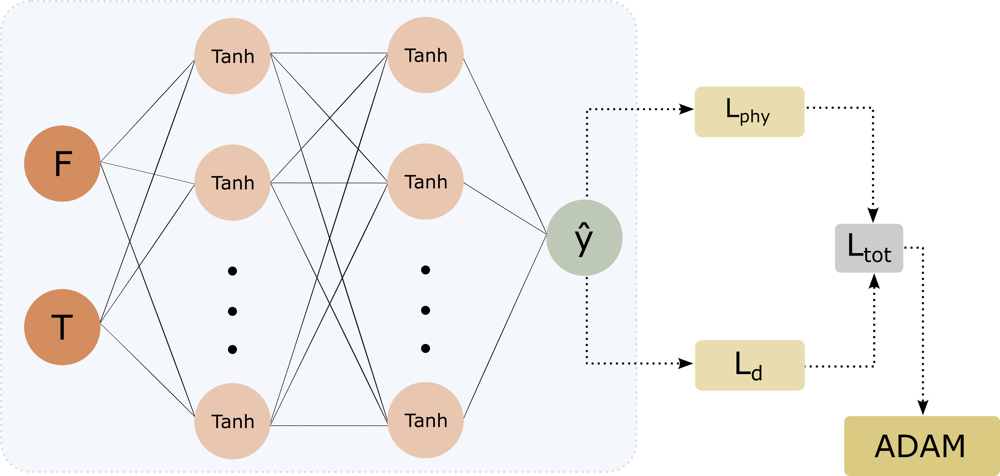 F
T
Tanh
Tanh
Tanh
Tanh
Tanh
Tanh
ŷ
Lphy
Ld
Ltot
ADAM